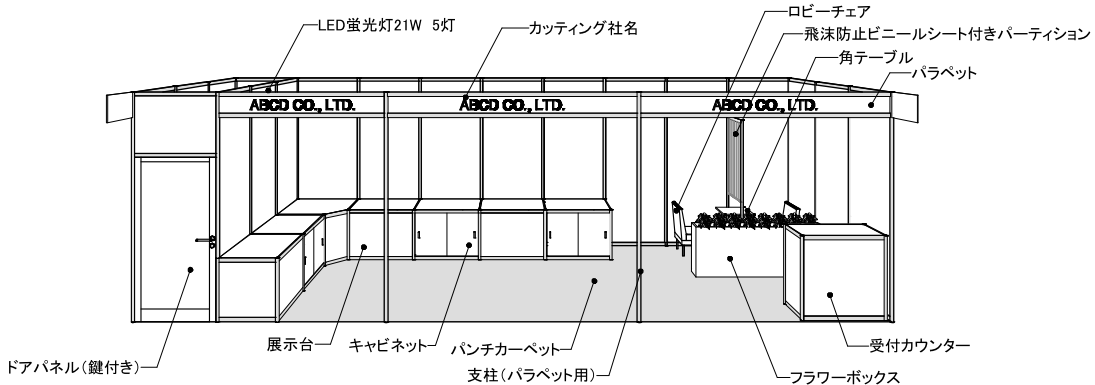 ロビーチェア
LED蛍光灯21W 5灯
カッティング社名
飛沫防止ビニールシート付きパーティション
角テーブル
パラペット
ABCD CO., LTD.
ABCD CO., LTD.
ABCD CO., LTD.
展示台
キャビネット
パンチカーペット
受付カウンター
ドアパネル(鍵付き)
支柱(パラペット用)
フラワーボックス